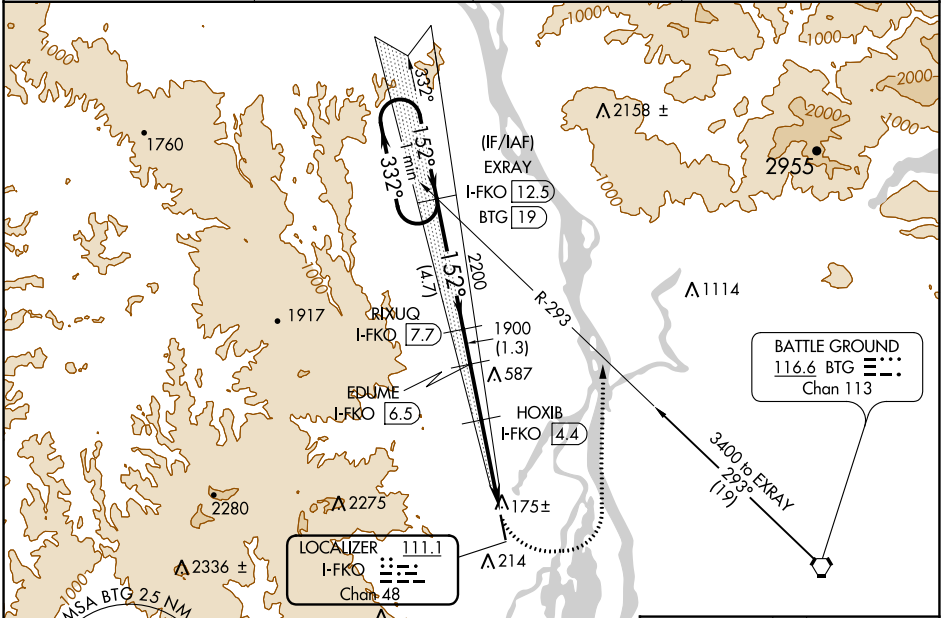 1000
1000
1000
1000
2000
2000
1000
1000
1000
1000
1760
332°
152°
1 min
332°
(IF/IAF)
EXRAY
I-FKO 12.5
BTG 19
2158 ±
2955
152°
(4.7)
2200
R-293
1114
1917
RIXUQ
I-FKO 7.7
1900
(1.3)
587
EDUME
I-FKO 6.5
HOXIB
I-FKO 4.4
BATTLE GROUND
116.6 BTG
Chan 113
3400 to EXRAY
293°
(19)
2280
2275
175±
214
2336 ±
LOCALIZER 111.1
I-FKO
Chan 48
MSA BTG 25 NM